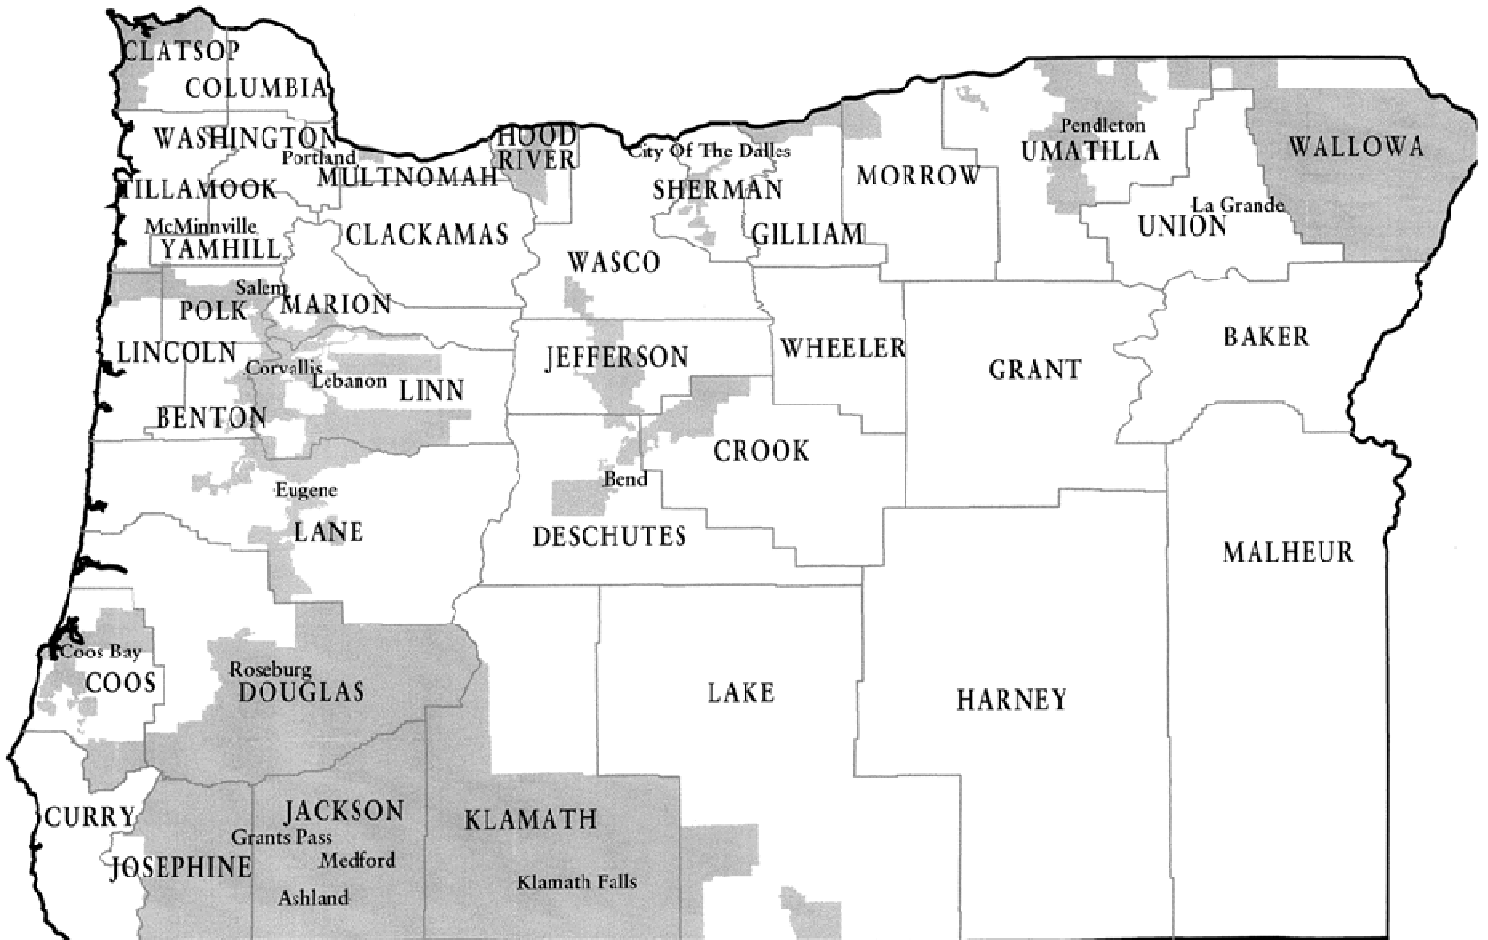 CLATSOP
COLUMBIA
WASHINGTON
HOOD
RIVER
Portland
MULTNOMAH
City Of The Dalles
Pendleton
UMATILLA
WALLOWA
TILLAMOOK
SHERMAN
MORROW
McMinnville
YAMHILL
CLACKAMAS
GILLIAM
La Grande
UNION
WASCO
Salem
POLK
MARION
LINCOLN
JEFFERSON
WHEELER
GRANT
BAKER
Corvallis
Lebanon
LINN
BENTON
CROOK
Bend
Eugene
LANE
DESCHUTES
MALHEUR
Coos Bay
COOS
Roseburg
DOUGLAS
LAKE
HARNEY
CURRY
JACKSON
KLAMATH
Grants Pass
JOSEPHINE
Medford
Klamath Falls
Ashland